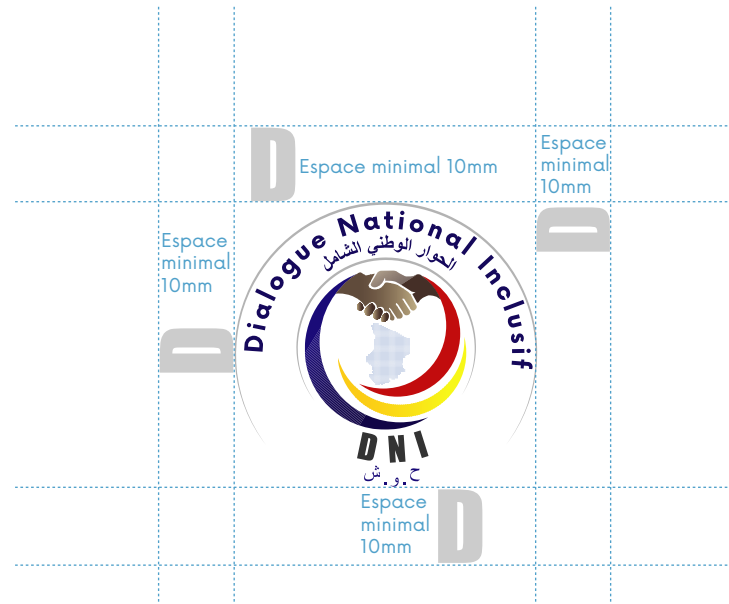 Espace
minimal
10mm
D
Espace minimal 10mm
D
Dialogue National Inclusif
الحوار الوطني الشامل
Espace
minimal
10mm
D
DNI
ح.و.ش
Espace
minimal
10mm
D